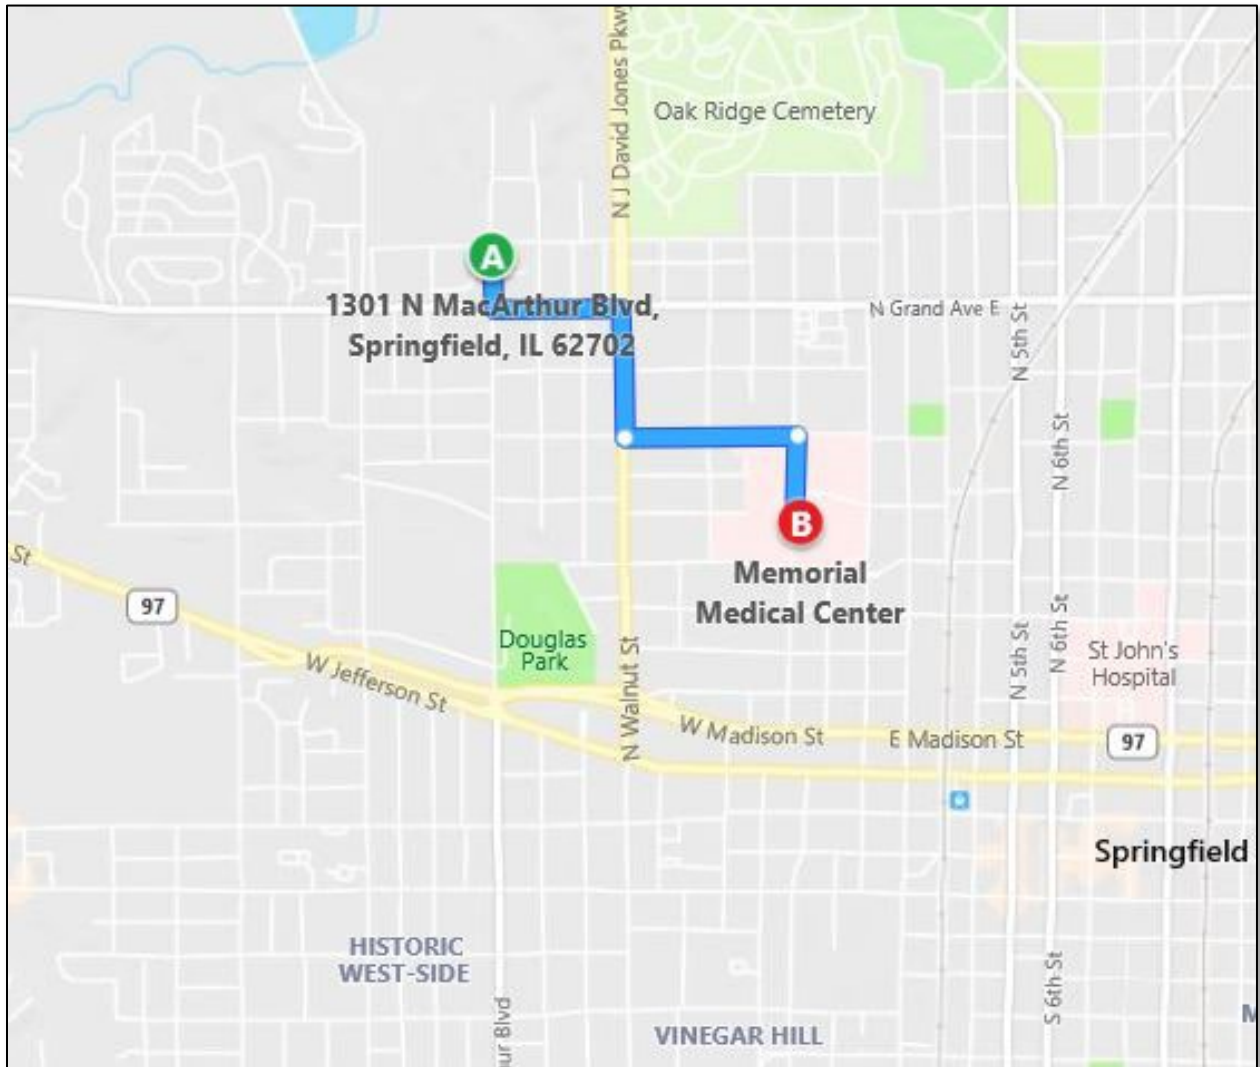 N J David Jones Pkwy
Oak Ridge Cemetery
A
1301 N MacArthur Blvd,
Springfield, IL 62702
N Grand Ave E
N 5th St
N 6th St
B
Memorial
Medical Center
St
97
Douglas
Park
W Jefferson St
N Walnut St
N 5th St
N 6th St
St John's
Hospital
W Madison St
E Madison St
97
Springfield
HISTORIC
WEST-SIDE
S 6th St
ur Blvd
VINEGAR HILL
M